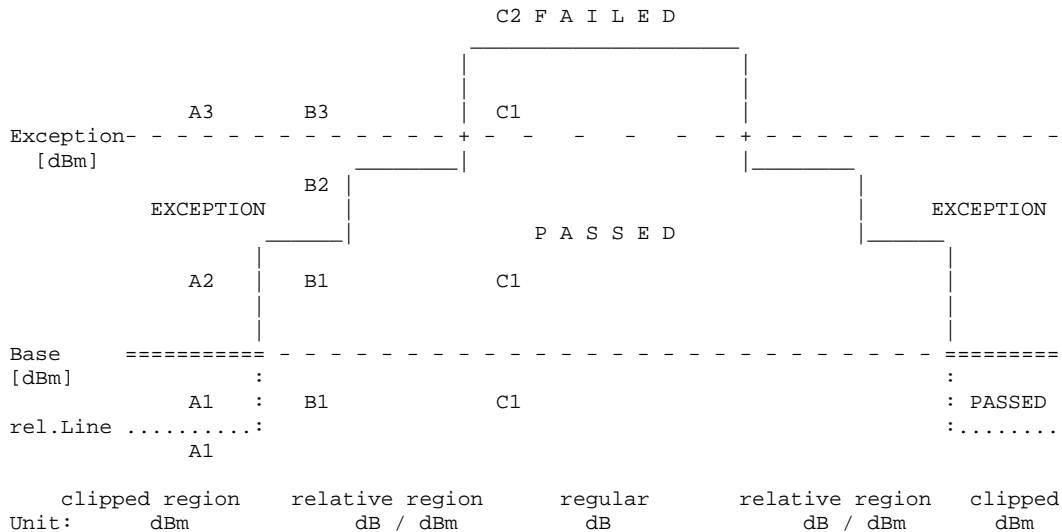 C2 F A I L E D
A3 B3 C1
Exception- - - - - - - - - - - - - + - - - - - - + - - - - - - - - - - - - -
[dBm]
B2
EXCEPTION EXCEPTION
P A S S E D
A2 B1 C1
Base =========== - - - - - - - - - - - - - - - - - - - - - - - - - - =========
[dBm] : :
A1 : B1 C1 : PASSED
rel.Line ..........: :........
A1
clipped region relative region regular relative region clipped
Unit: dBm dB / dBm dB dB / dBm dBm